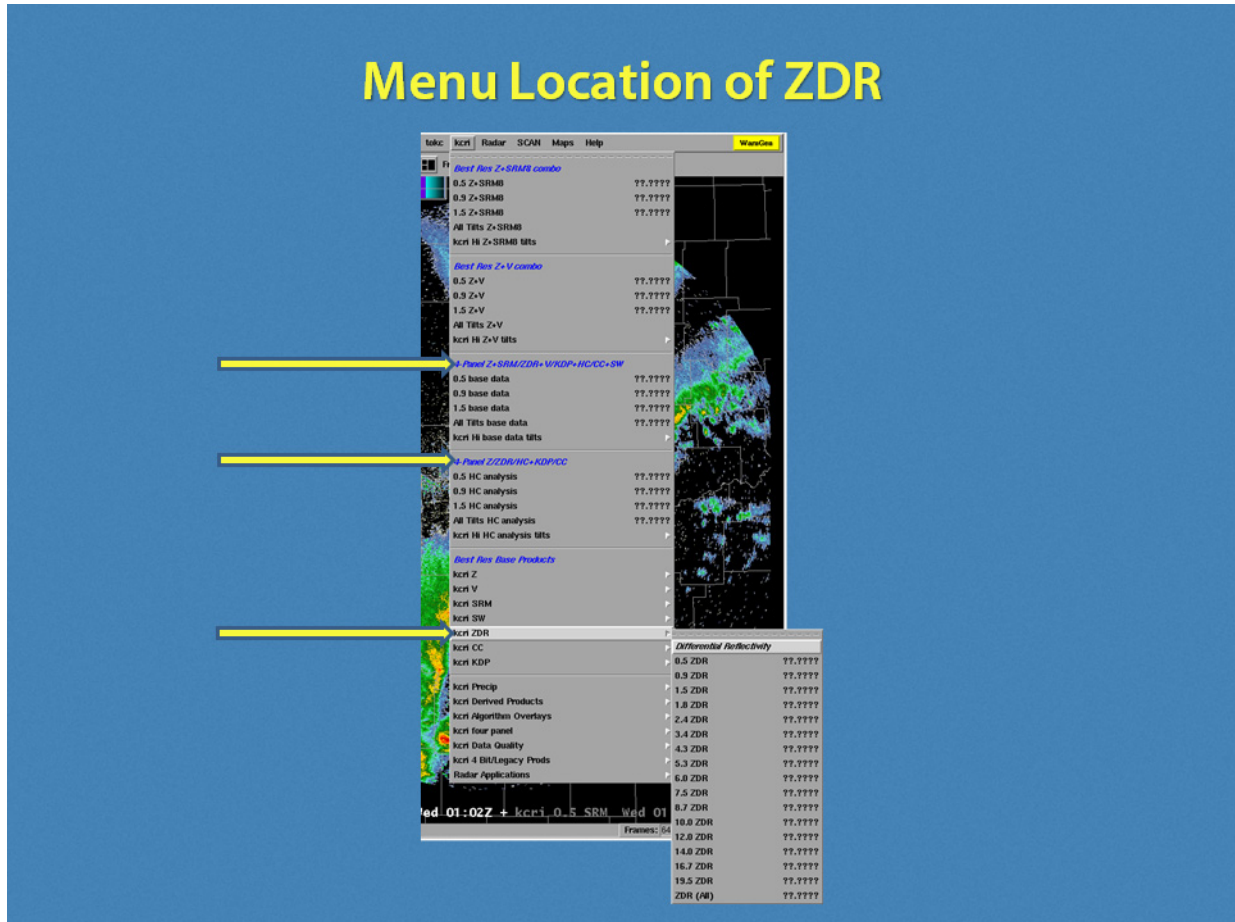 Menu Location of ZDR
tokc kcri Radar SCAN Maps Help WarnGen
Fr
Best Res Z+SRM8 combo
0.5 Z+SRM8 ??.????
0.9 Z+SRM8 ??.????
1.5 Z+SRM8 ??.????
All Tilts Z+SRM8
kcri Hi Z+SRM8 tilts
Best Res Z+V combo
0.5 Z+V ??.????
0.9 Z+V ??.????
1.5 Z+V ??.????
All Tilts Z+V
kcri Hi Z+V tilts
4-Panel Z+SRM/ZDR+V/KDP+HC/CC+SW
0.5 base data ??.????
0.9 base data ??.????
1.5 base data ??.????
All Tilts base data ??.????
kcri Hi base data tilts
4-Panel Z/ZDR/HC+KDP/CC
0.5 HC analysis ??.????
0.9 HC analysis ??.????
1.5 HC analysis ??.????
All Tilts HC analysis ??.????
kcri Hi HC analysis tilts
Best Res Base Products
kcri Z
kcri V
kcri SRM
kcri SW
kcri ZDR
kcri CC
kcri KDP
kcri Precip
kcri Derived Products
kcri Algorithm Overlays
kcri four panel
kcri Data Quality
kcri 4 Bit/Legacy Prods
Radar Applications
Differential Reflectivity
0.5 ZDR ??.????
0.9 ZDR ??.????
1.5 ZDR ??.????
1.8 ZDR ??.????
2.4 ZDR ??.????
3.4 ZDR ??.????
4.3 ZDR ??.????
5.3 ZDR ??.????
6.0 ZDR ??.????
7.5 ZDR ??.????
8.7 ZDR ??.????
10.0 ZDR ??.????
12.0 ZDR ??.????
14.0 ZDR ??.????
16.7 ZDR ??.????
19.5 ZDR ??.????
ZDR (All) ??.????
Wed 01:02Z + kcri 0.5 SRM Wed 01
Frames: 64